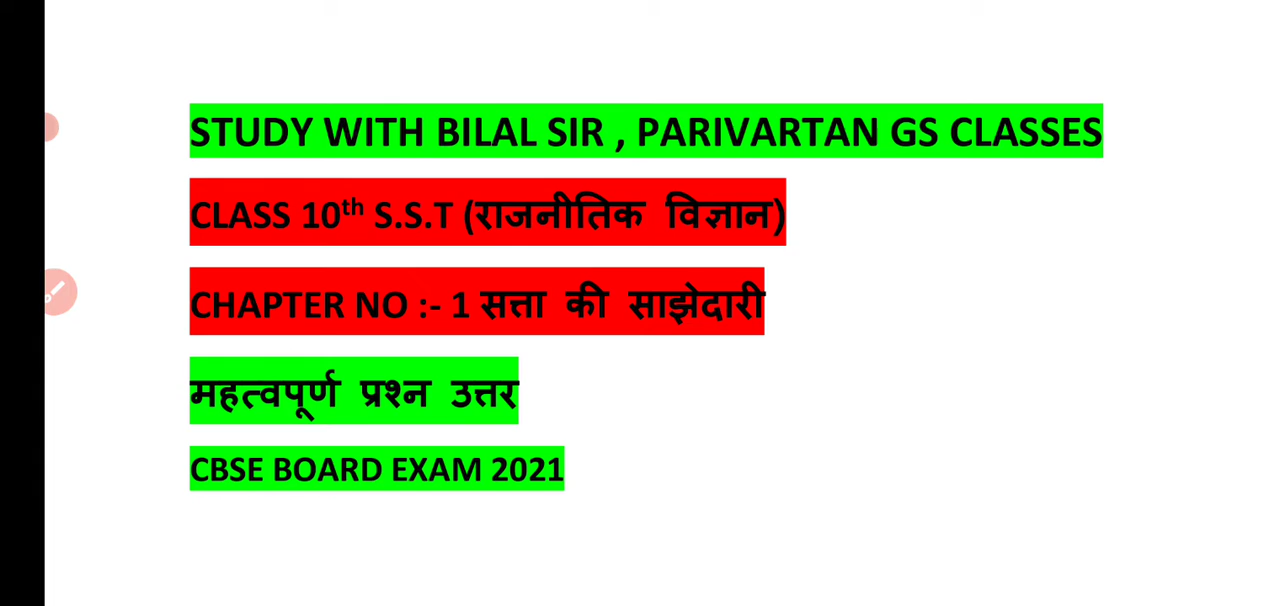 STUDY WITH BILAL SIR , PARIVARTAN GS CLASSES
CLASS 10th S.S.T (राजनीतिक विज्ञान)
CHAPTER NO :- 1 सत्ता की साझेदारी
महत्वपूर्ण प्रश्न उत्तर
CBSE BOARD EXAM 2021